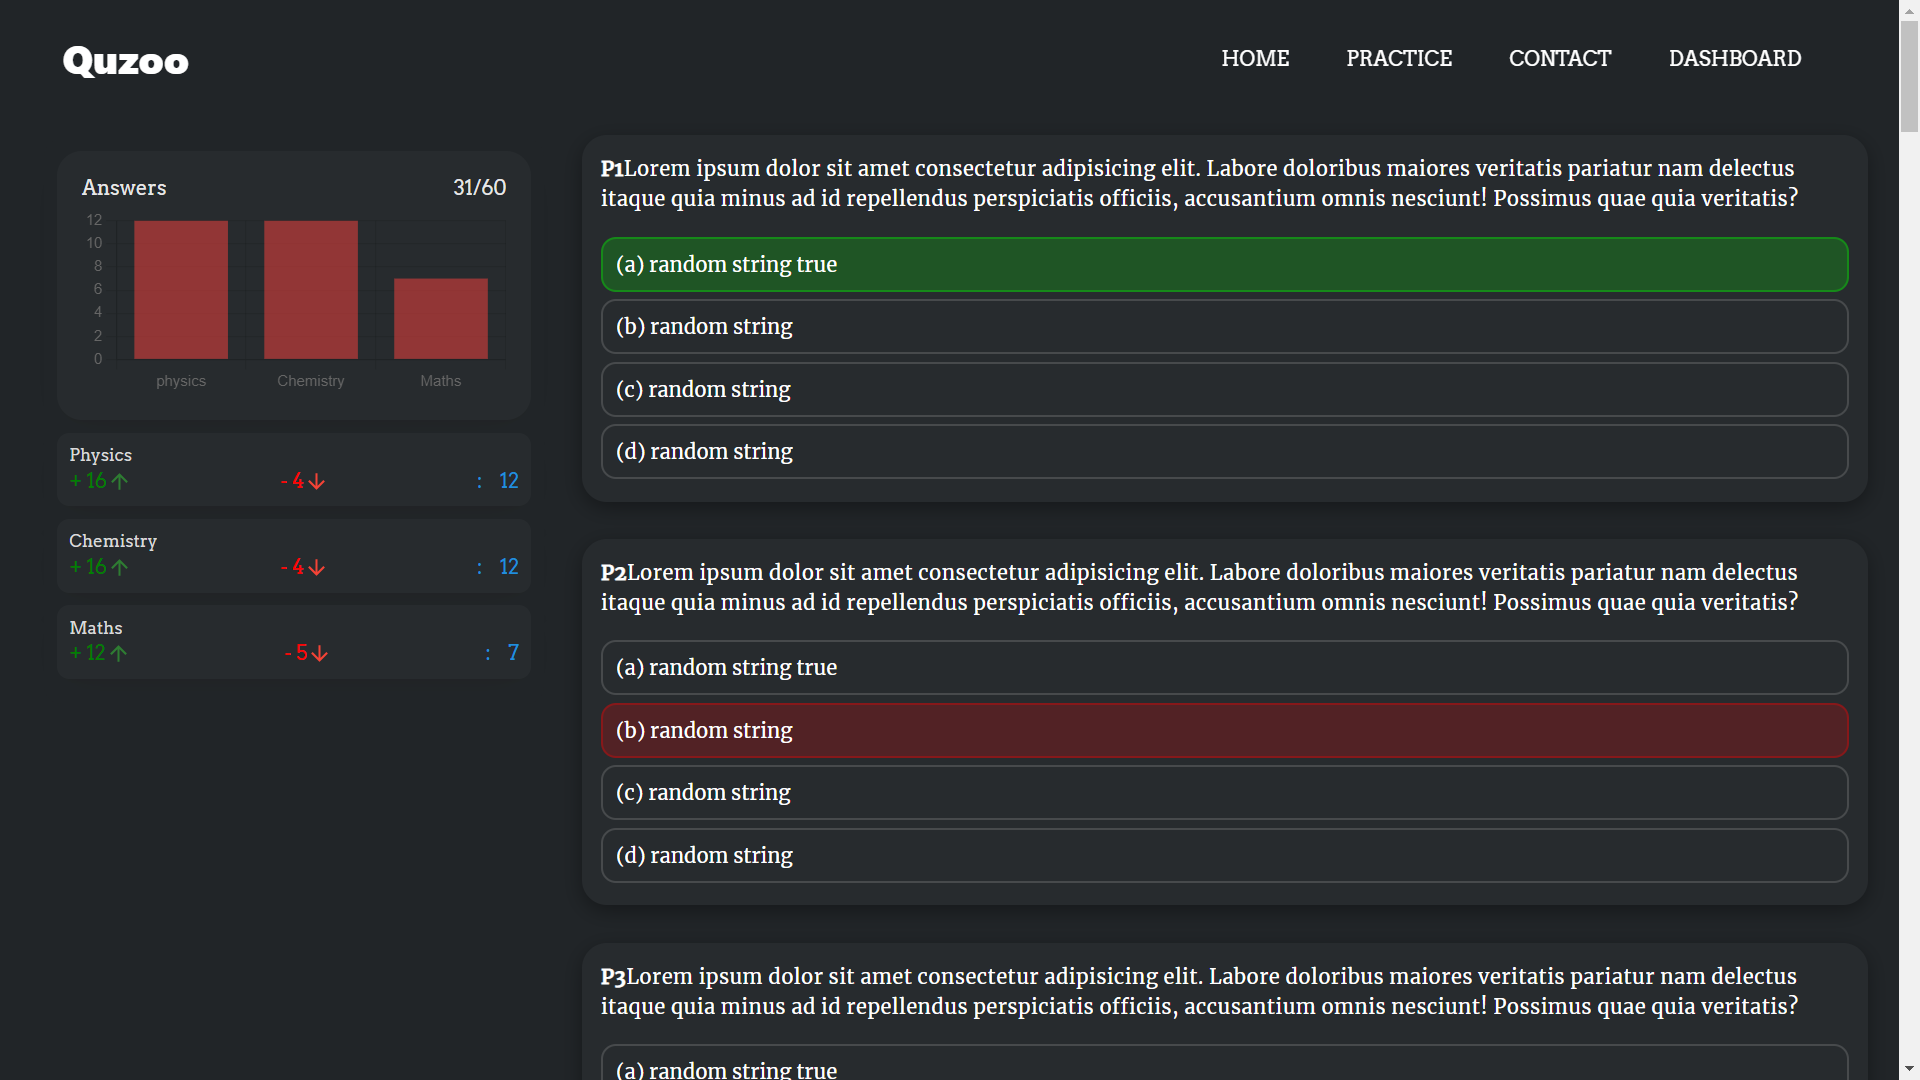 Quzoo
HOME PRACTICE CONTACT DASHBOARD
Answers 31/60
12
10
8
6
4
2
0
physics Chemistry Maths
Physics
+ 16 - 4 : 12
Chemistry
+ 16 - 4 : 12
Maths
+ 12 - 5 : 7
P1Lorem ipsum dolor sit amet consectetur adipisicing elit. Labore doloribus maiores veritatis pariatur nam delectus
itaque quia minus ad id repellendus perspiciatis officiis, accusantium omnis nesciunt! Possimus quae quia veritatis?
(a) random string true
(b) random string
(c) random string
(d) random string
P2Lorem ipsum dolor sit amet consectetur adipisicing elit. Labore doloribus maiores veritatis pariatur nam delectus
itaque quia minus ad id repellendus perspiciatis officiis, accusantium omnis nesciunt! Possimus quae quia veritatis?
(a) random string true
(b) random string
(c) random string
(d) random string
P3Lorem ipsum dolor sit amet consectetur adipisicing elit. Labore doloribus maiores veritatis pariatur nam delectus
itaque quia minus ad id repellendus perspiciatis officiis, accusantium omnis nesciunt! Possimus quae quia veritatis?
(a) random string true